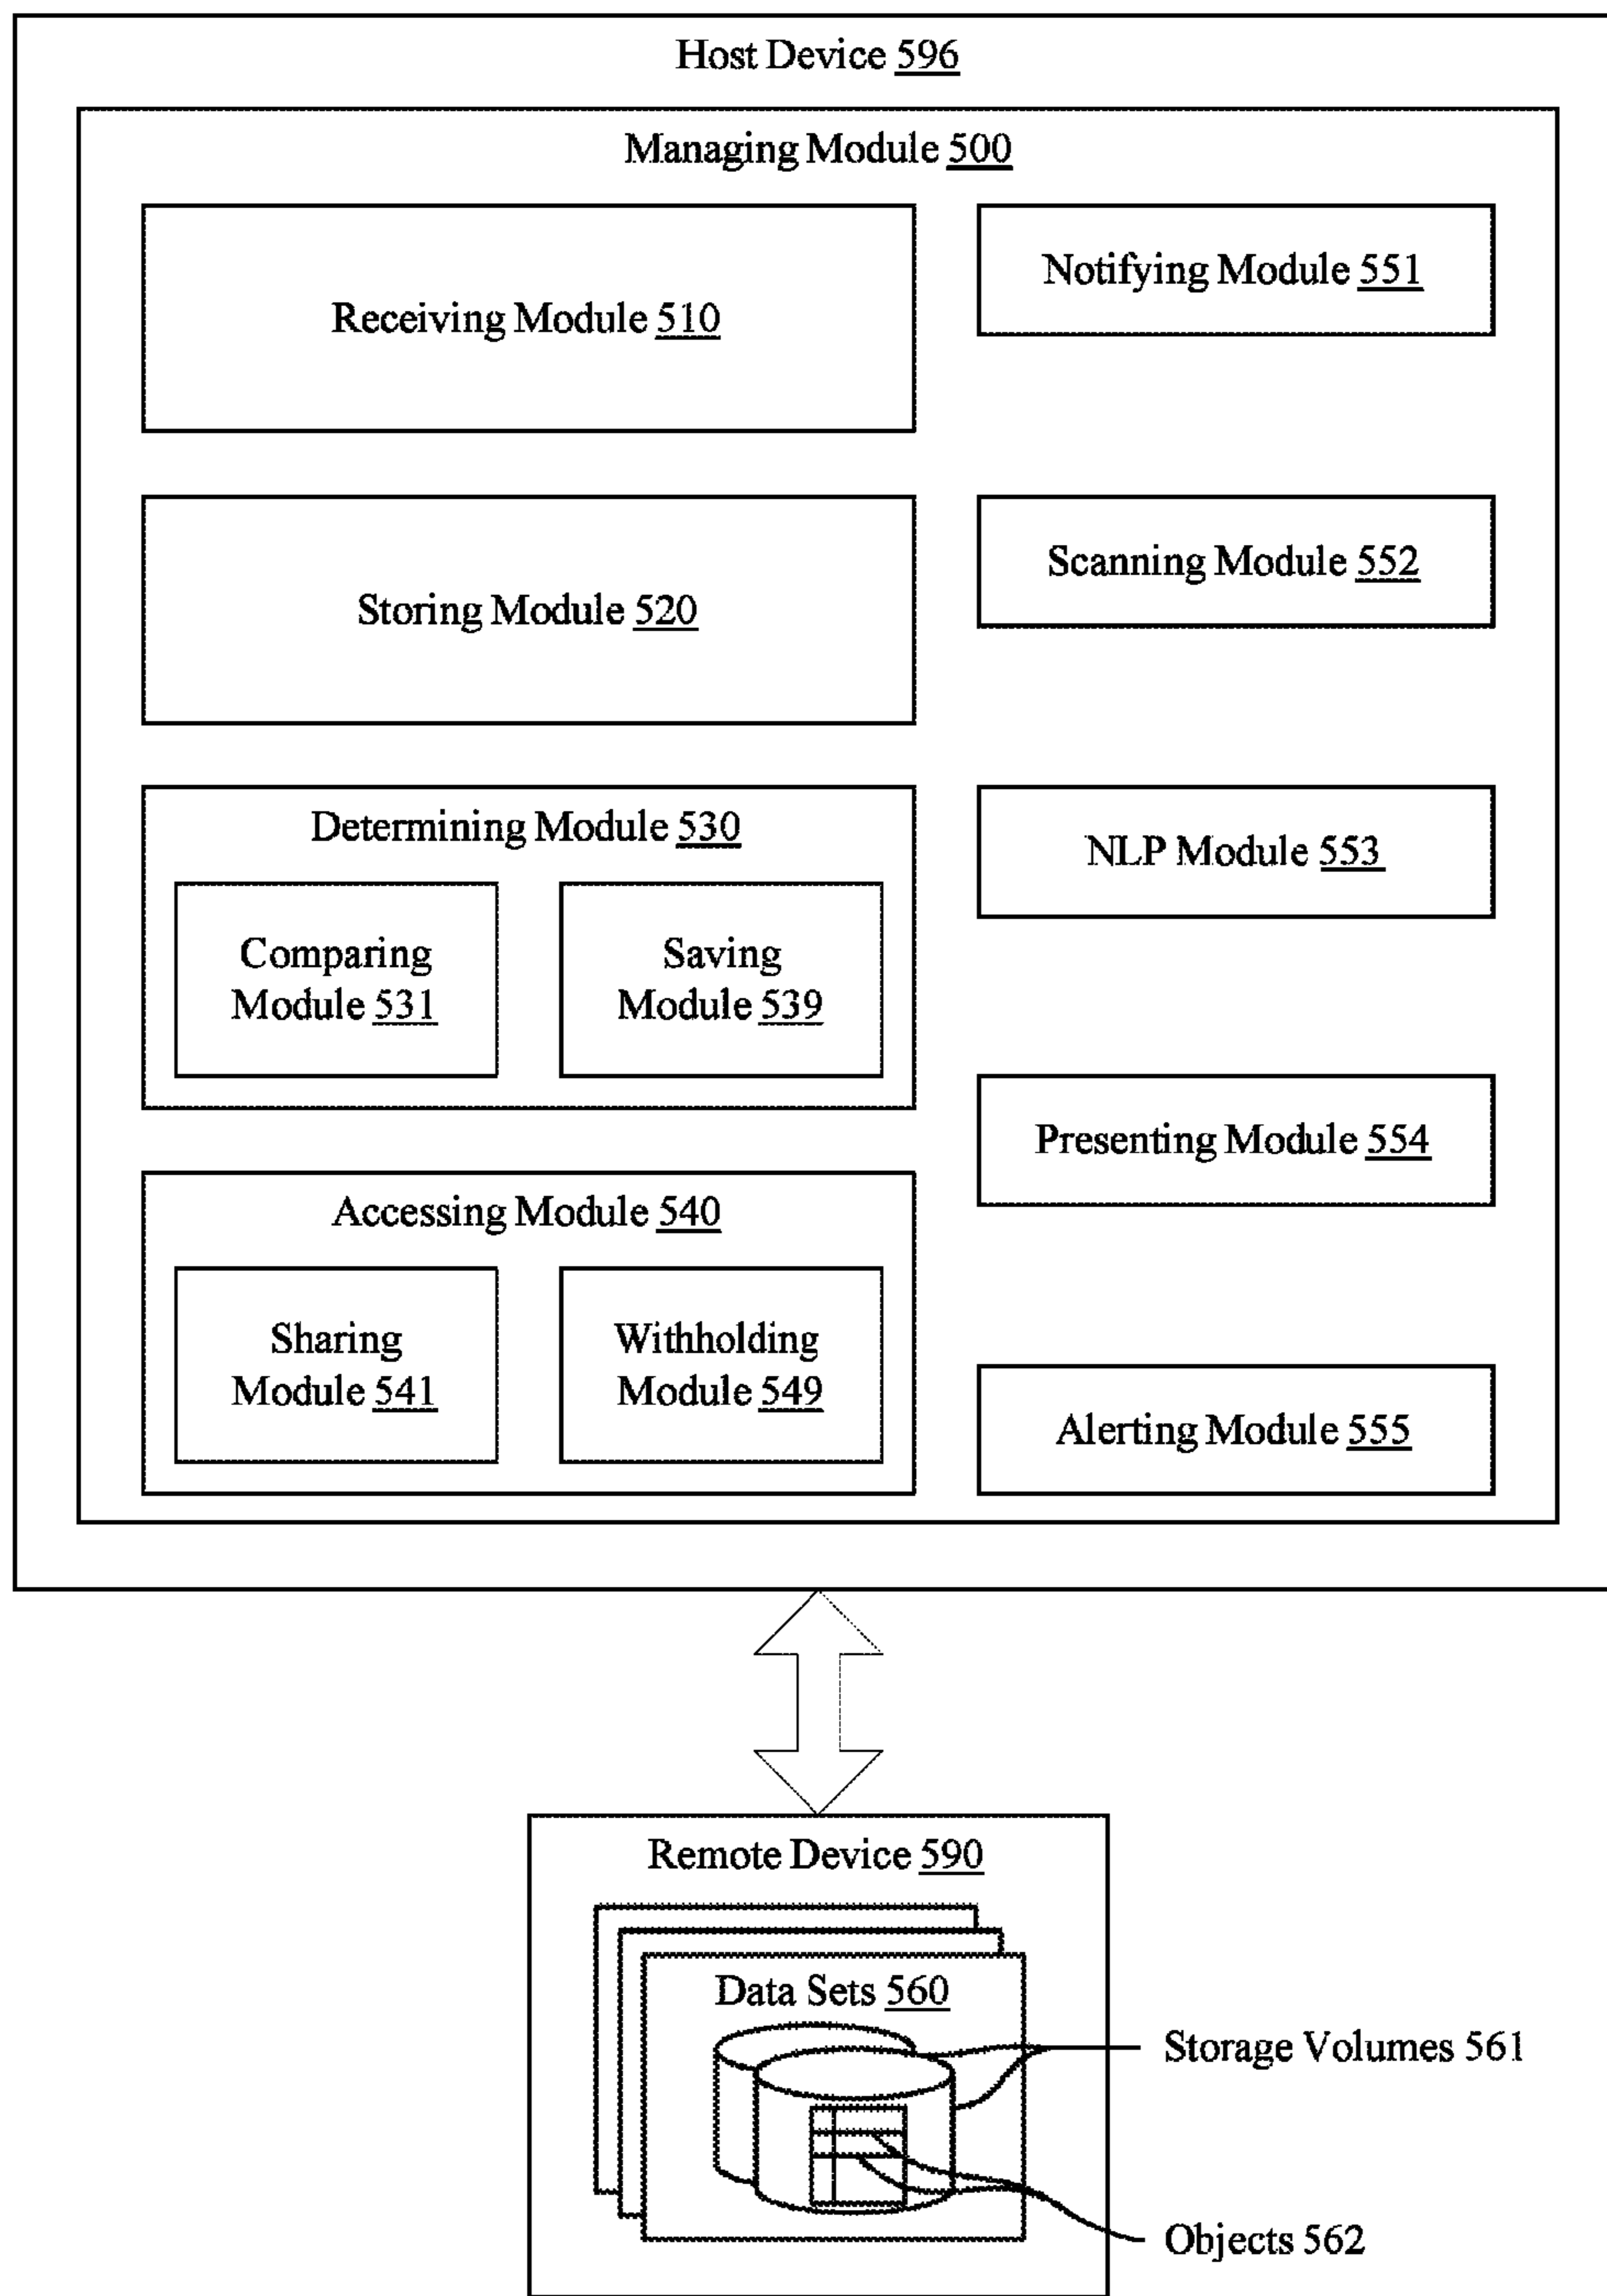 Host Device 596
Managing Module 500
Receiving Module 510
Notifying Module 551
Storing Module 520
Scanning Module 552
Determining Module 530
Comparing
Module 531
Saving
Module 539
NLP Module 553
Presenting Module 554
Accessing Module 540
Sharing
Module 541
Withholding
Module 549
Alerting Module 555
Remote Device 590
Data Sets 560
Storage Volumes 561
Objects 562